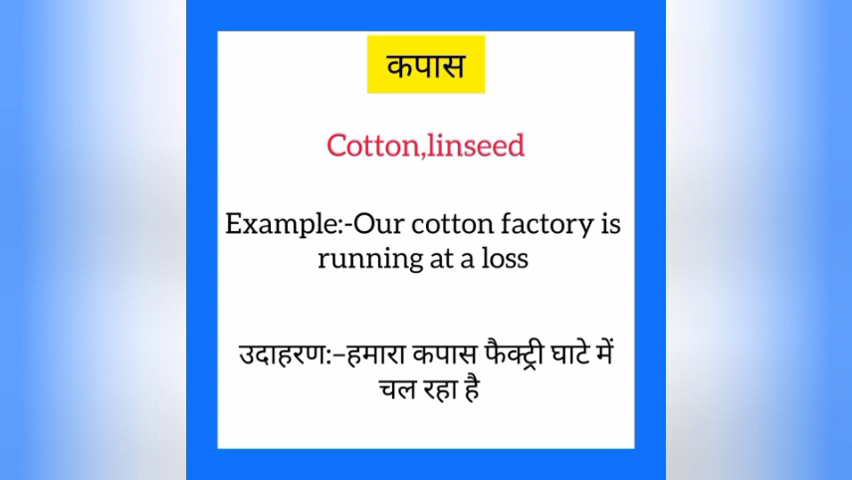 कपास
Cotton,linseed
Example:-Our cotton factory is
running at a loss
उदाहरण:–हमारा कपास फैक्ट्री घाटे में
चल रहा है